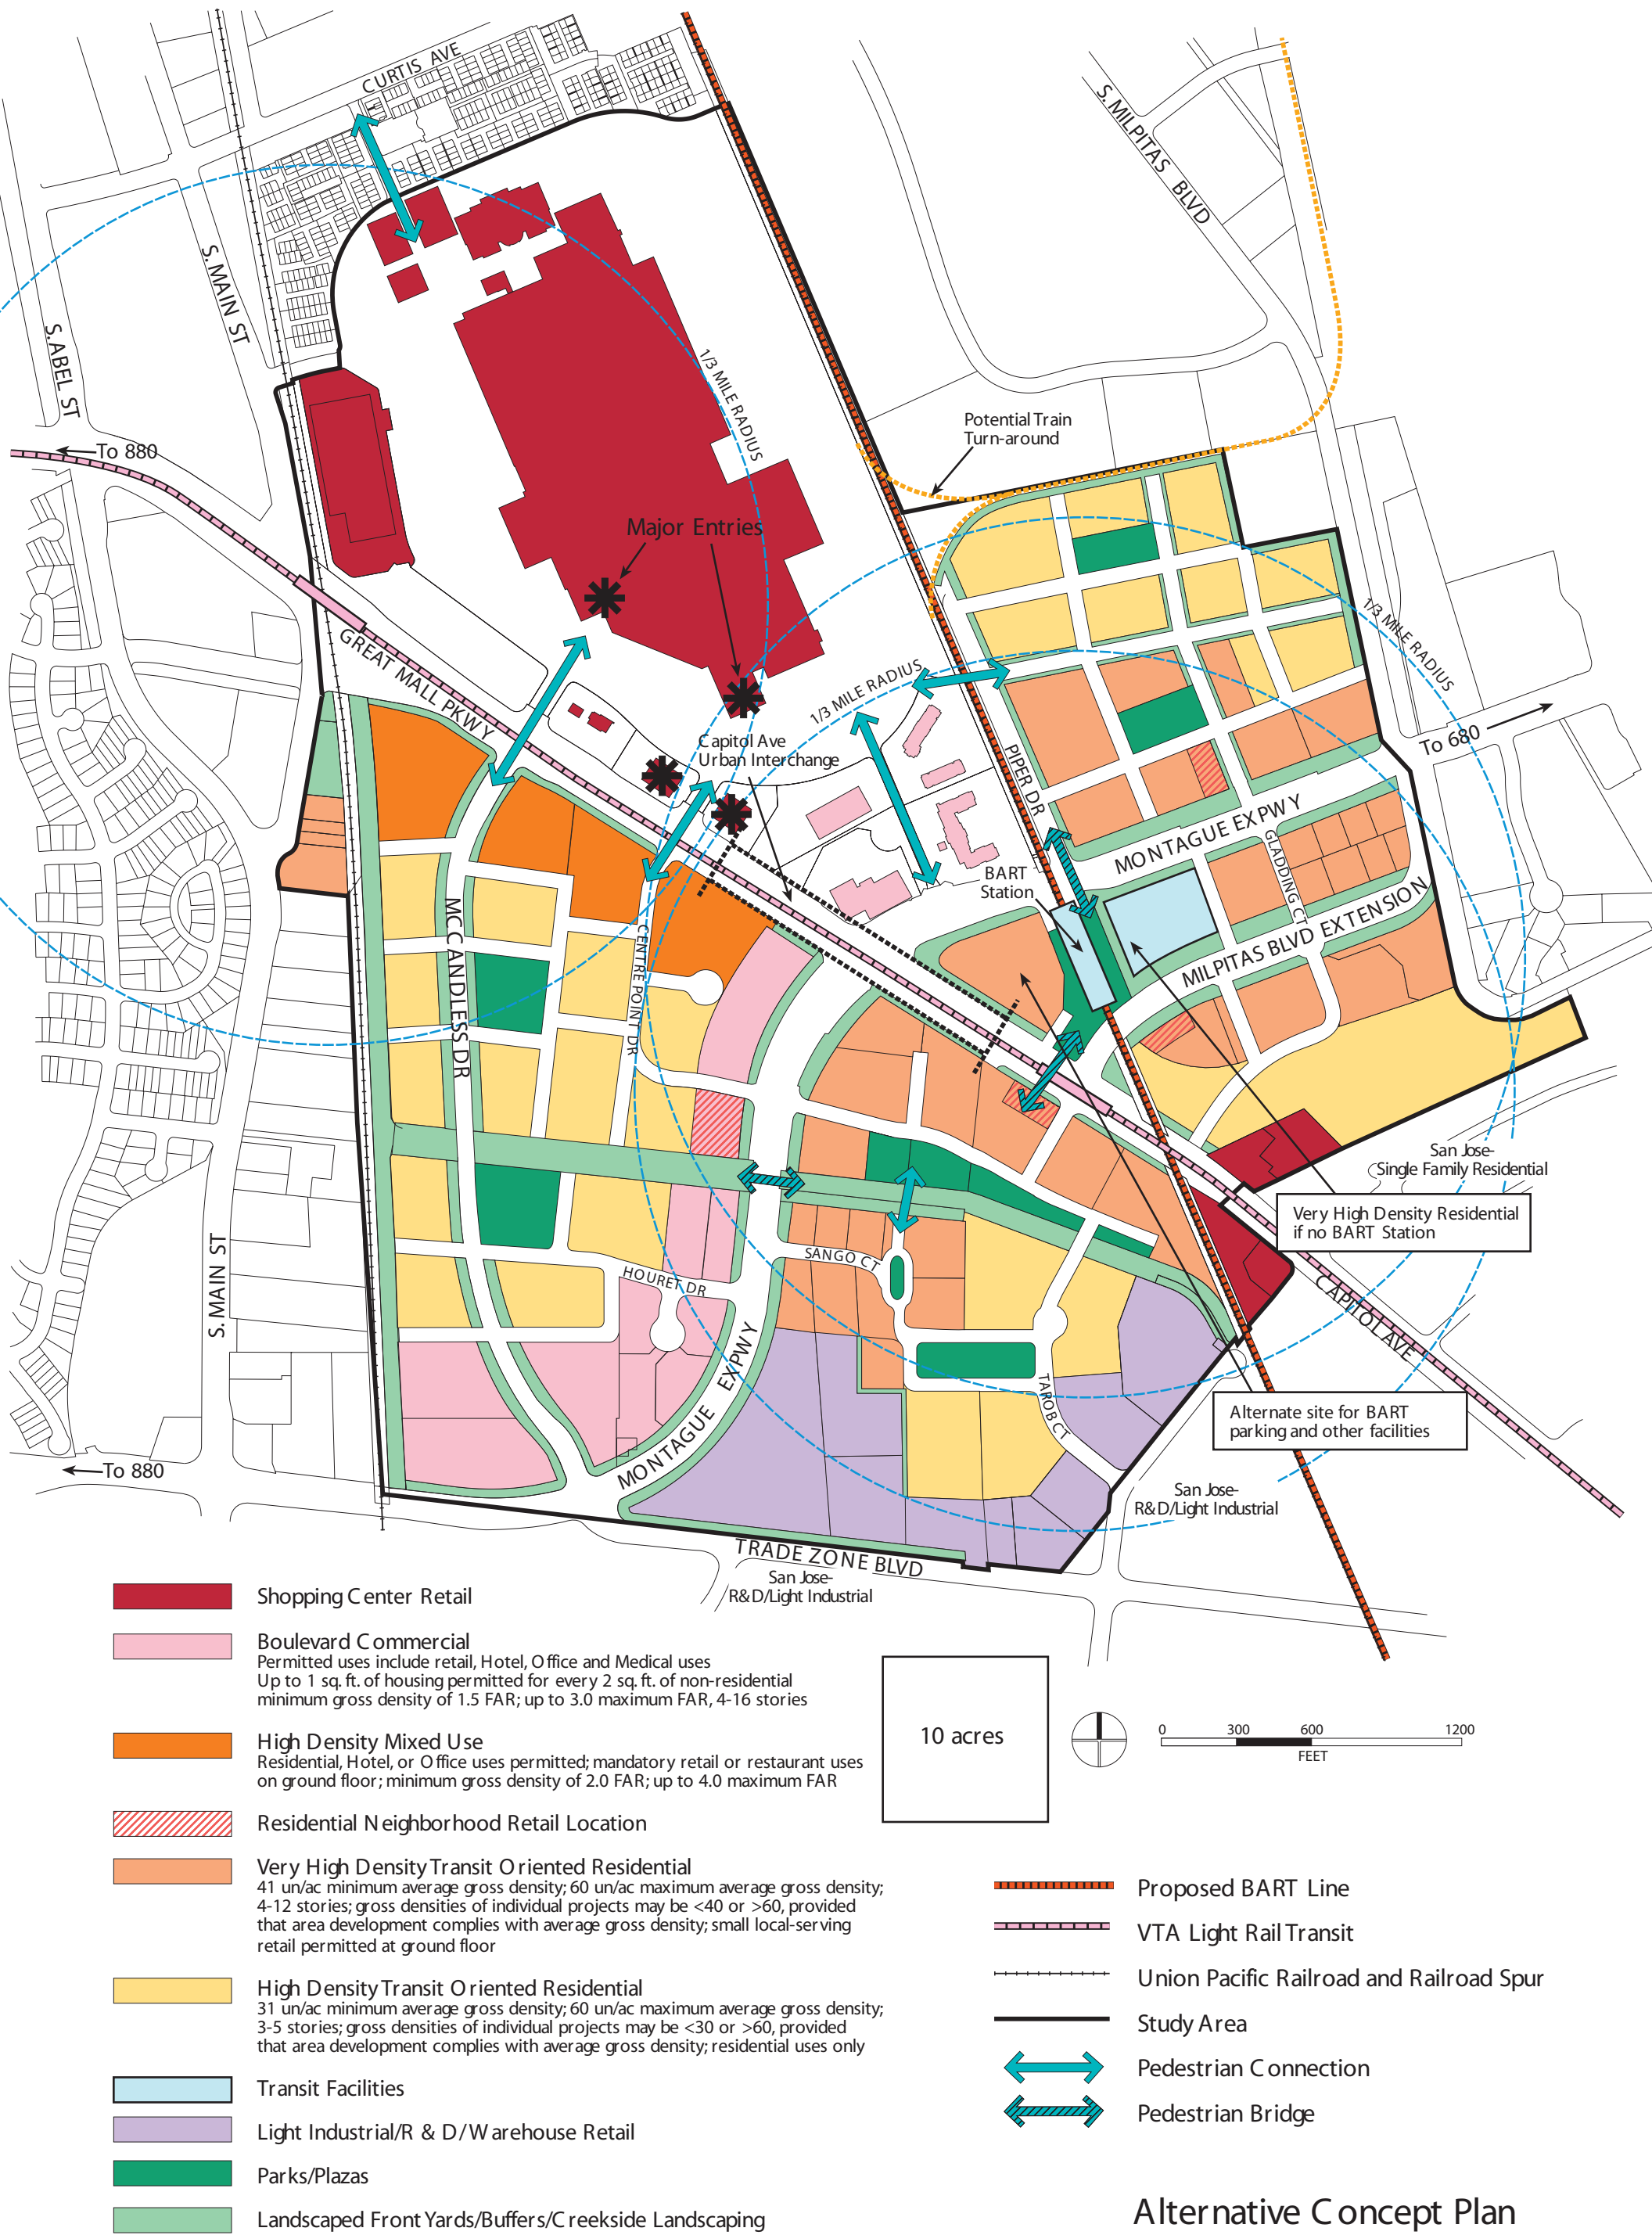 CURTIS AVE
S. MILPITAS BLVD
S. MAIN ST
S. ABEL ST
1/3 MILE RADIUS
To 880
Potential Train
Turn-around
Major Entries
GREAT MALL PKWY
1/3 MILE RADIUS
1/3 MILE RADIUS
To 680
Capitol Ave
Urban Interchange
PIPER DR
MONTAGUE EXPWY
GLADDING CT
BART
Station
MILPITAS BLVD EXTENSION
MCCANDLESS DR
CENTRE POINT DR
San Jose-
Single Family Residential
Very High Density Residential
if no BART Station
SANGO CT
HOURET DR
S. MAIN ST
CAPITOL AVE
MONTAGUE EXPWY
TAROB CT
Alternate site for BART
parking and other facilities
To 880
San Jose-
R&D/Light Industrial
TRADE ZONE BLVD
San Jose-
R&D/Light Industrial
Shopping Center Retail
Boulevard Commercial
Permitted uses include retail, Hotel, Office and Medical uses
Up to 1 sq. ft. of housing permitted for every 2 sq. ft. of non-residential
minimum gross density of 1.5 FAR; up to 3.0 maximum FAR, 4-16 stories
High Density Mixed Use
Residential, Hotel, or Office uses permitted; mandatory retail or restaurant uses
on ground floor; minimum gross density of 2.0 FAR; up to 4.0 maximum FAR
Residential Neighborhood Retail Location
Very High Density Transit Oriented Residential
41 un/ac minimum average gross density; 60 un/ac maximum average gross density;
4-12 stories; gross densities of individual projects may be <40 or >60, provided
that area development complies with average gross density; small local-serving
retail permitted at ground floor
High Density Transit Oriented Residential
31 un/ac minimum average gross density; 60 un/ac maximum average gross density;
3-5 stories; gross densities of individual projects may be <30 or >60, provided
that area development complies with average gross density; residential uses only
Transit Facilities
Light Industrial/R & D/Warehouse Retail
Parks/Plazas
Landscaped Front Yards/Buffers/Creekside Landscaping
10 acres
0 300 600 1200
FEET
Proposed BART Line
VTA Light Rail Transit
Union Pacific Railroad and Railroad Spur
Study Area
Pedestrian Connection
Pedestrian Bridge
Alternative Concept Plan